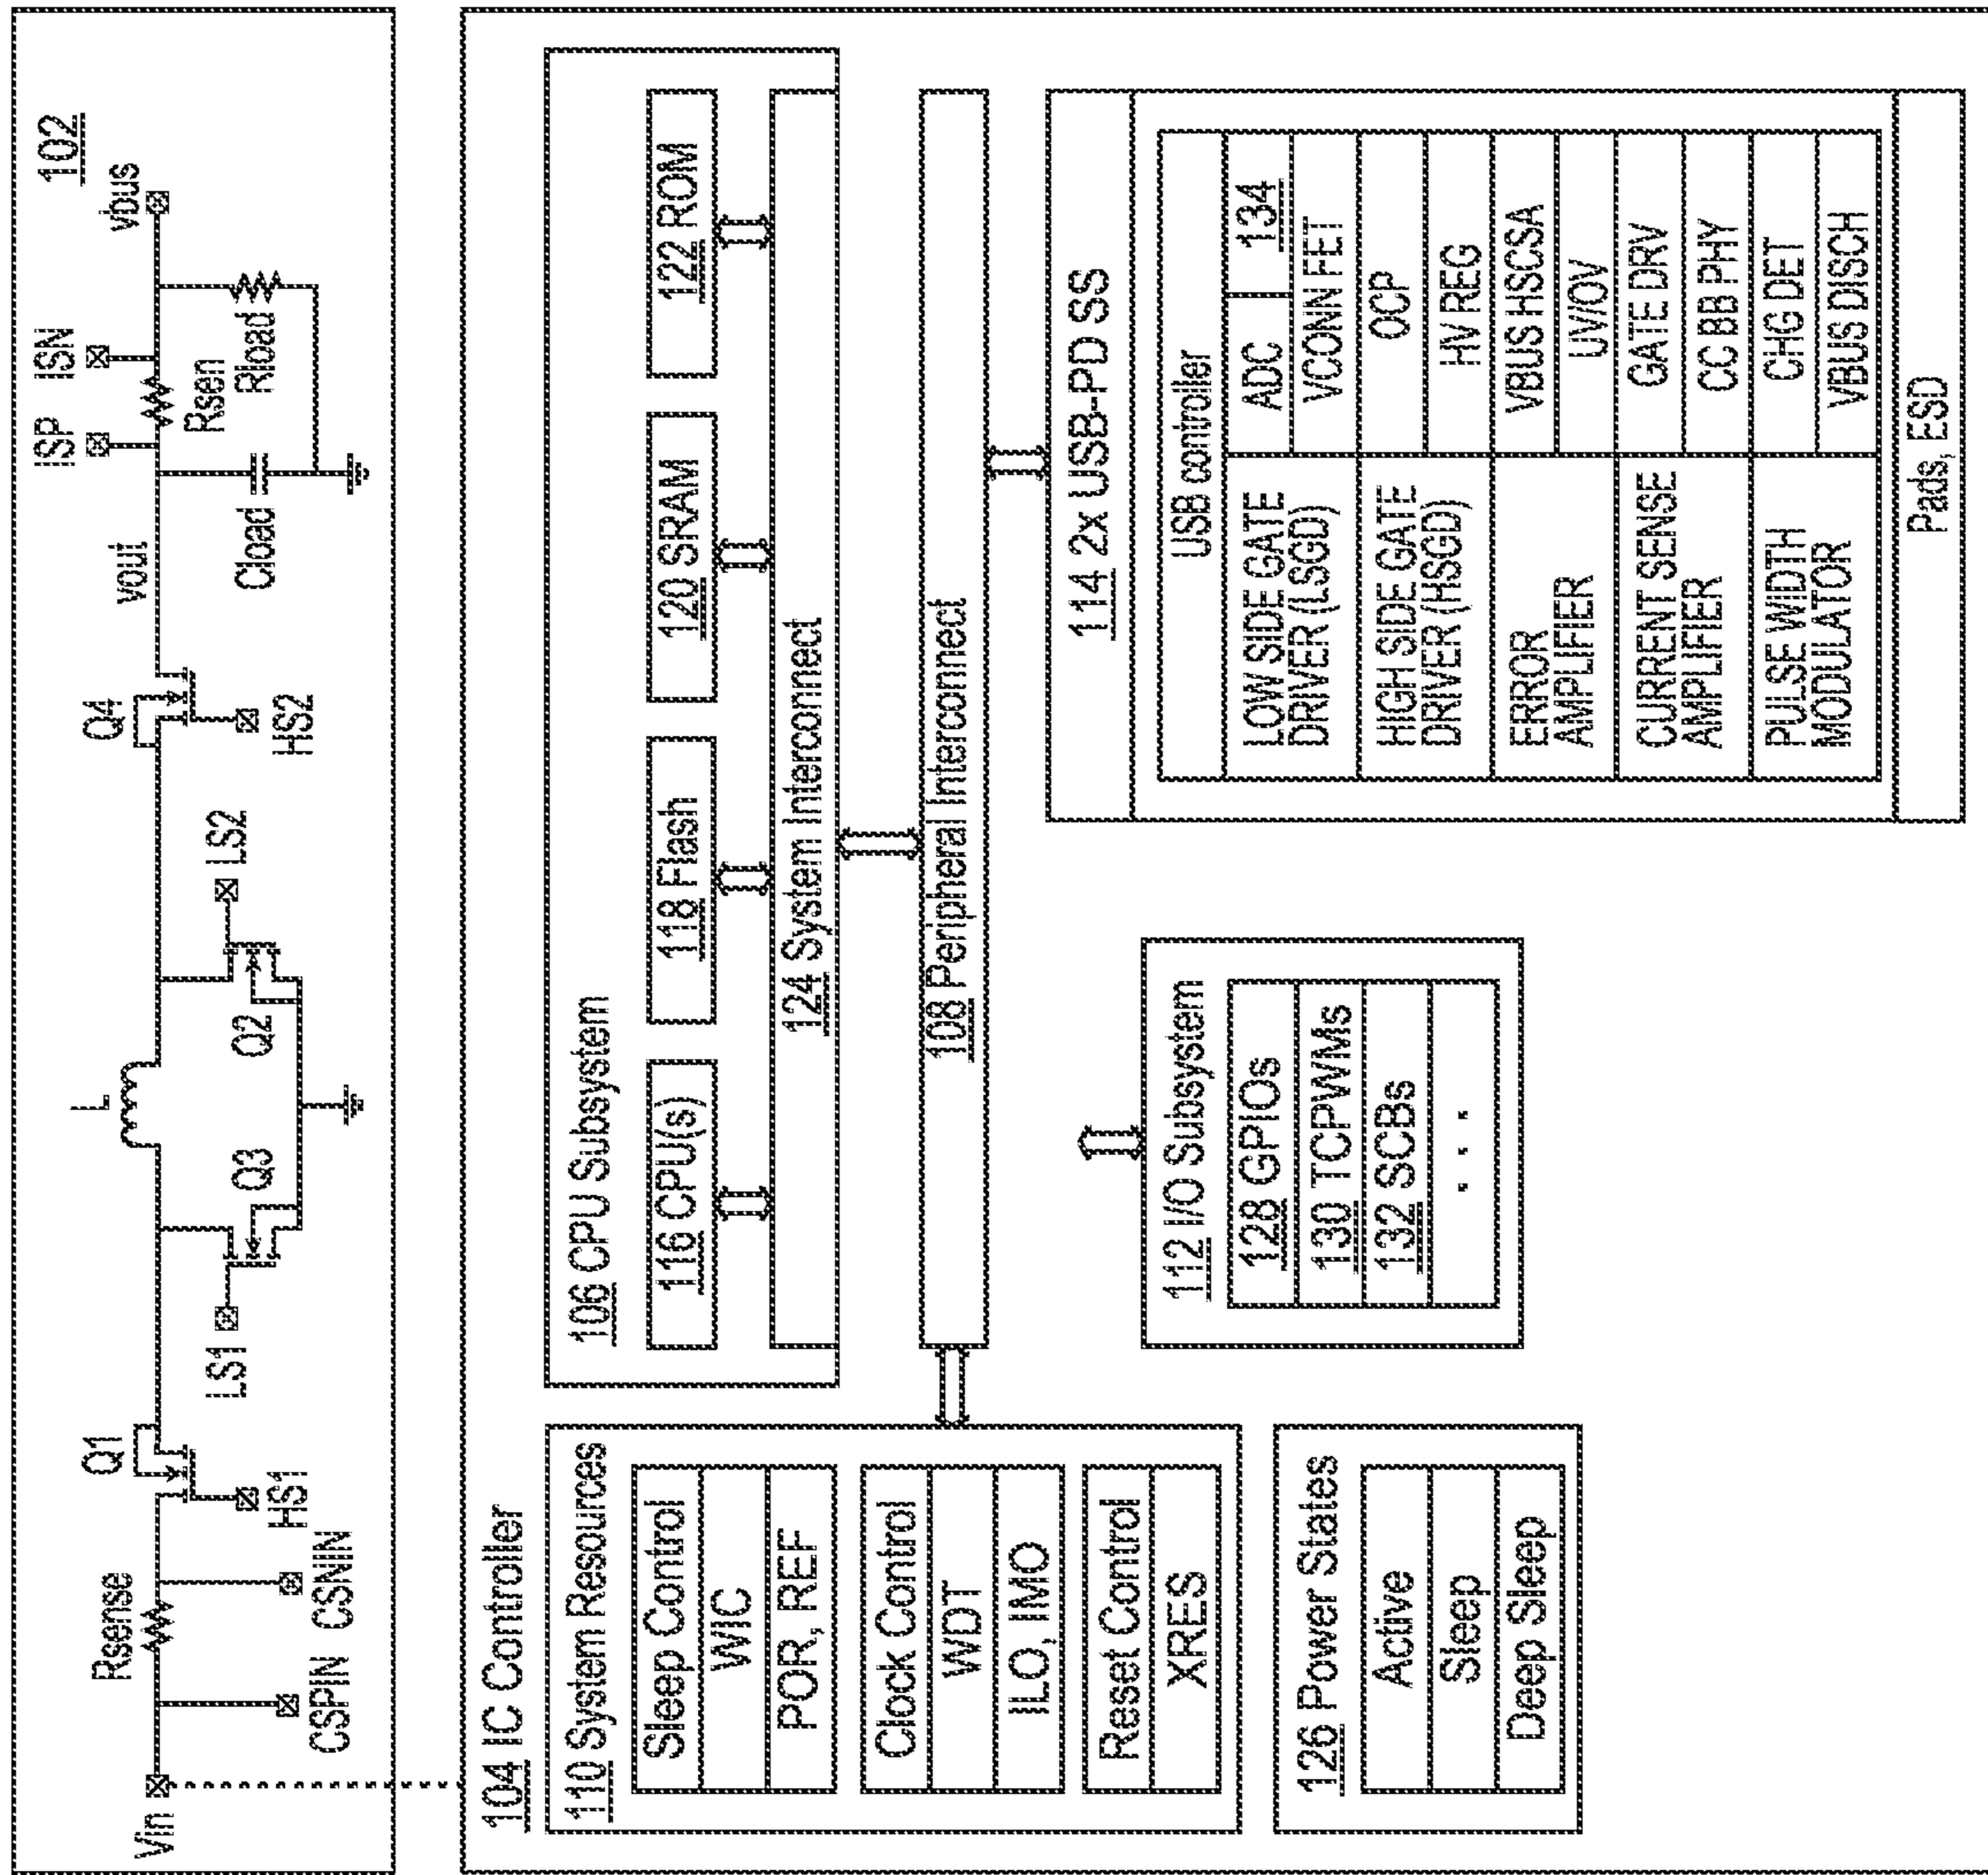 102
Vin
CSPIN
Rsense
CSNIN
Q1
HS1
LS1
Q3
L
Q2
LS2
Q4
HS2
vout
Cload
ISP
Rsen
ISN
Rload
vbus
104 IC Controller
110 System Resources
Sleep Control
WIC
POR, REF
Clock Control
WDT
ILO, IMO
Reset Control
XRES
126 Power States
Active
Sleep
Deep Sleep
106 CPU Subsystem
116 CPU(s)
118 Flash
120 SRAM
122 ROM
124 System Interconnect
108 Peripheral Interconnect
112 I/O Subsystem
128 GPIOs
130 TCPWMs
132 SCBs
. . .
114 2x USB-PD SS
USB controller
LOW SIDE GATE
DRIVER (LSGD)
HIGH SIDE GATE
DRIVER (HSGD)
ERROR
AMPLIFIER
CURRENT SENSE
AMPLIFIER
PULSE WIDTH
MODULATOR
ADC
134
VCONN FET
OCP
HV REG
VBUS HSCSA
UV/OV
GATE DRV
CC BB PHY
CHG DET
VBUS DISCH
Pads, ESD